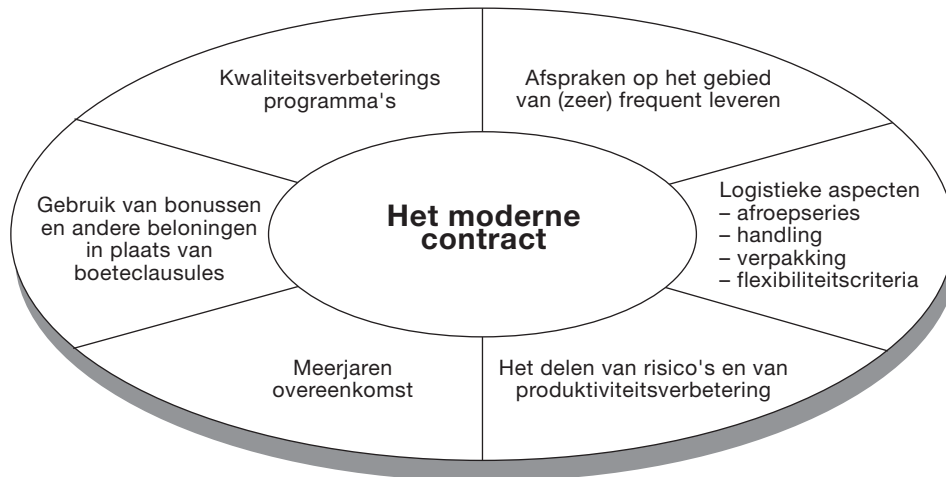 Kwaliteitsverbeterings
programma's
Afspraken op het gebied
van (zeer) frequent leveren
Gebruik van bonussen
en andere beloningen
in plaats van
boeteclausules
Het moderne
contract
Logistieke aspecten
– afroepseries
– handling
– verpakking
– flexibiliteitscriteria
Meerjaren
overeenkomst
Het delen van risico's en van
produktiviteitsverbetering